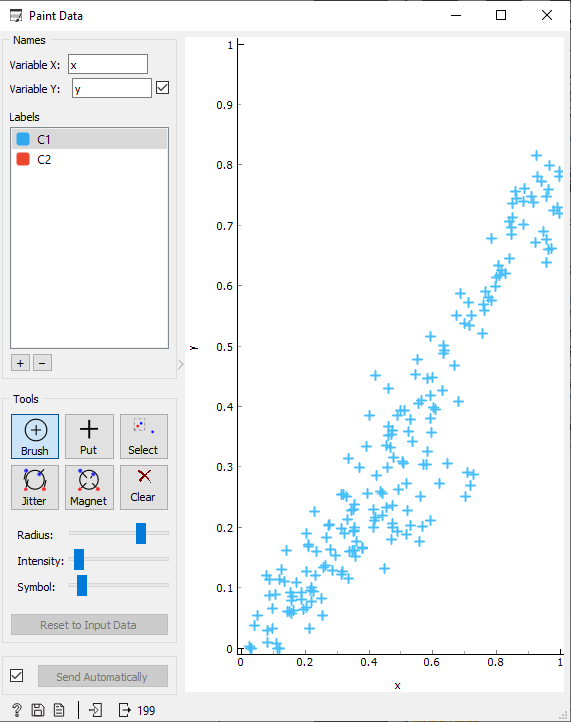 Paint Data
Names
Variable X: x
Variable Y: y
Labels
C1
C2
+ −
Tools
Brush Put Select
Jitter Magnet Clear
Radius:
Intensity:
Symbol:
Reset to Input Data
Send Automatically
? 199
1
0.9
0.8
0.7
0.6
0.5
0.4
0.3
0.2
0.1
0
y
0 0.2 0.4 0.6 0.8 1
x